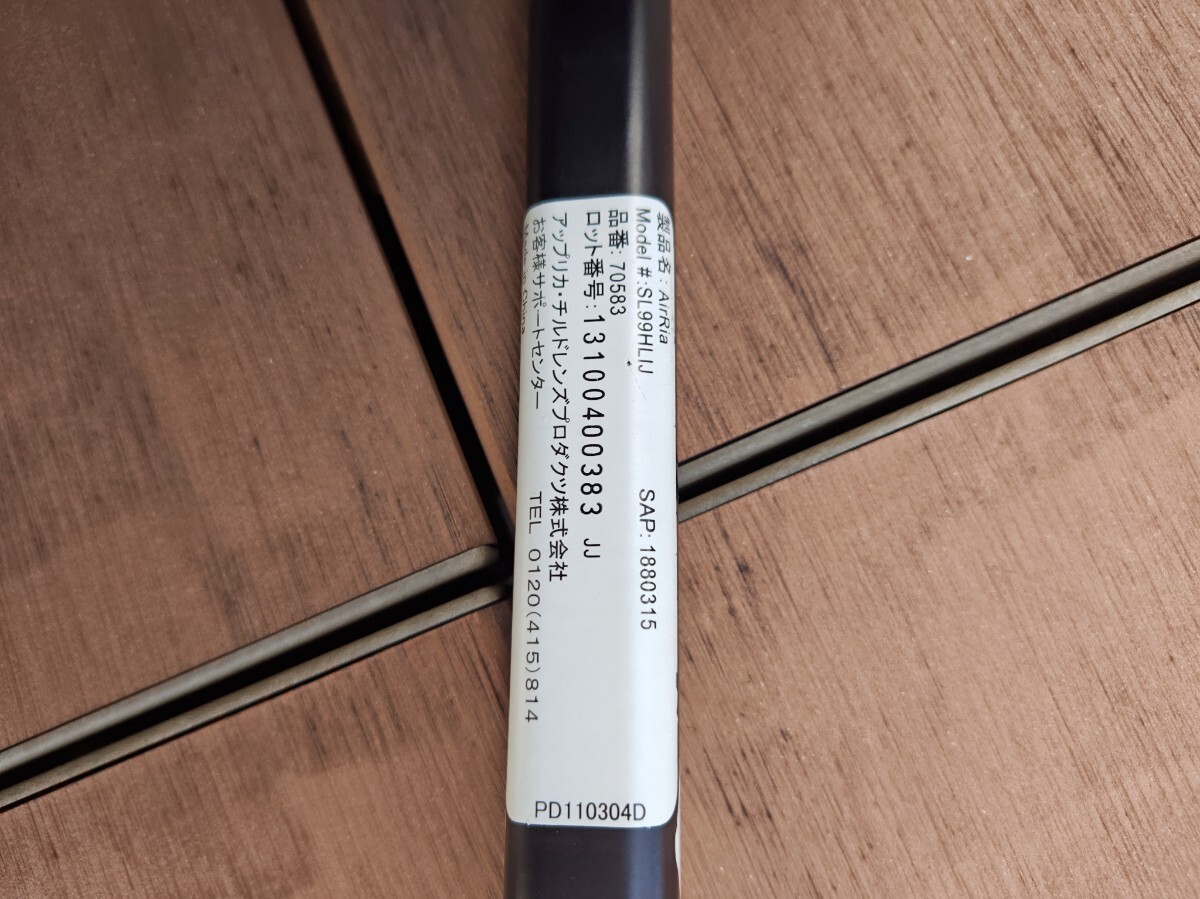 製品名：AirRia
Model #:SL99HLIJ SAP: 1880315
品番: 70583
ロット番号: 13100400383 JJ
アップリカ・チルドレンズプロダクツ株式会社
お客様サポートセンター TEL 0120(415)814
Made in China
PD110304D